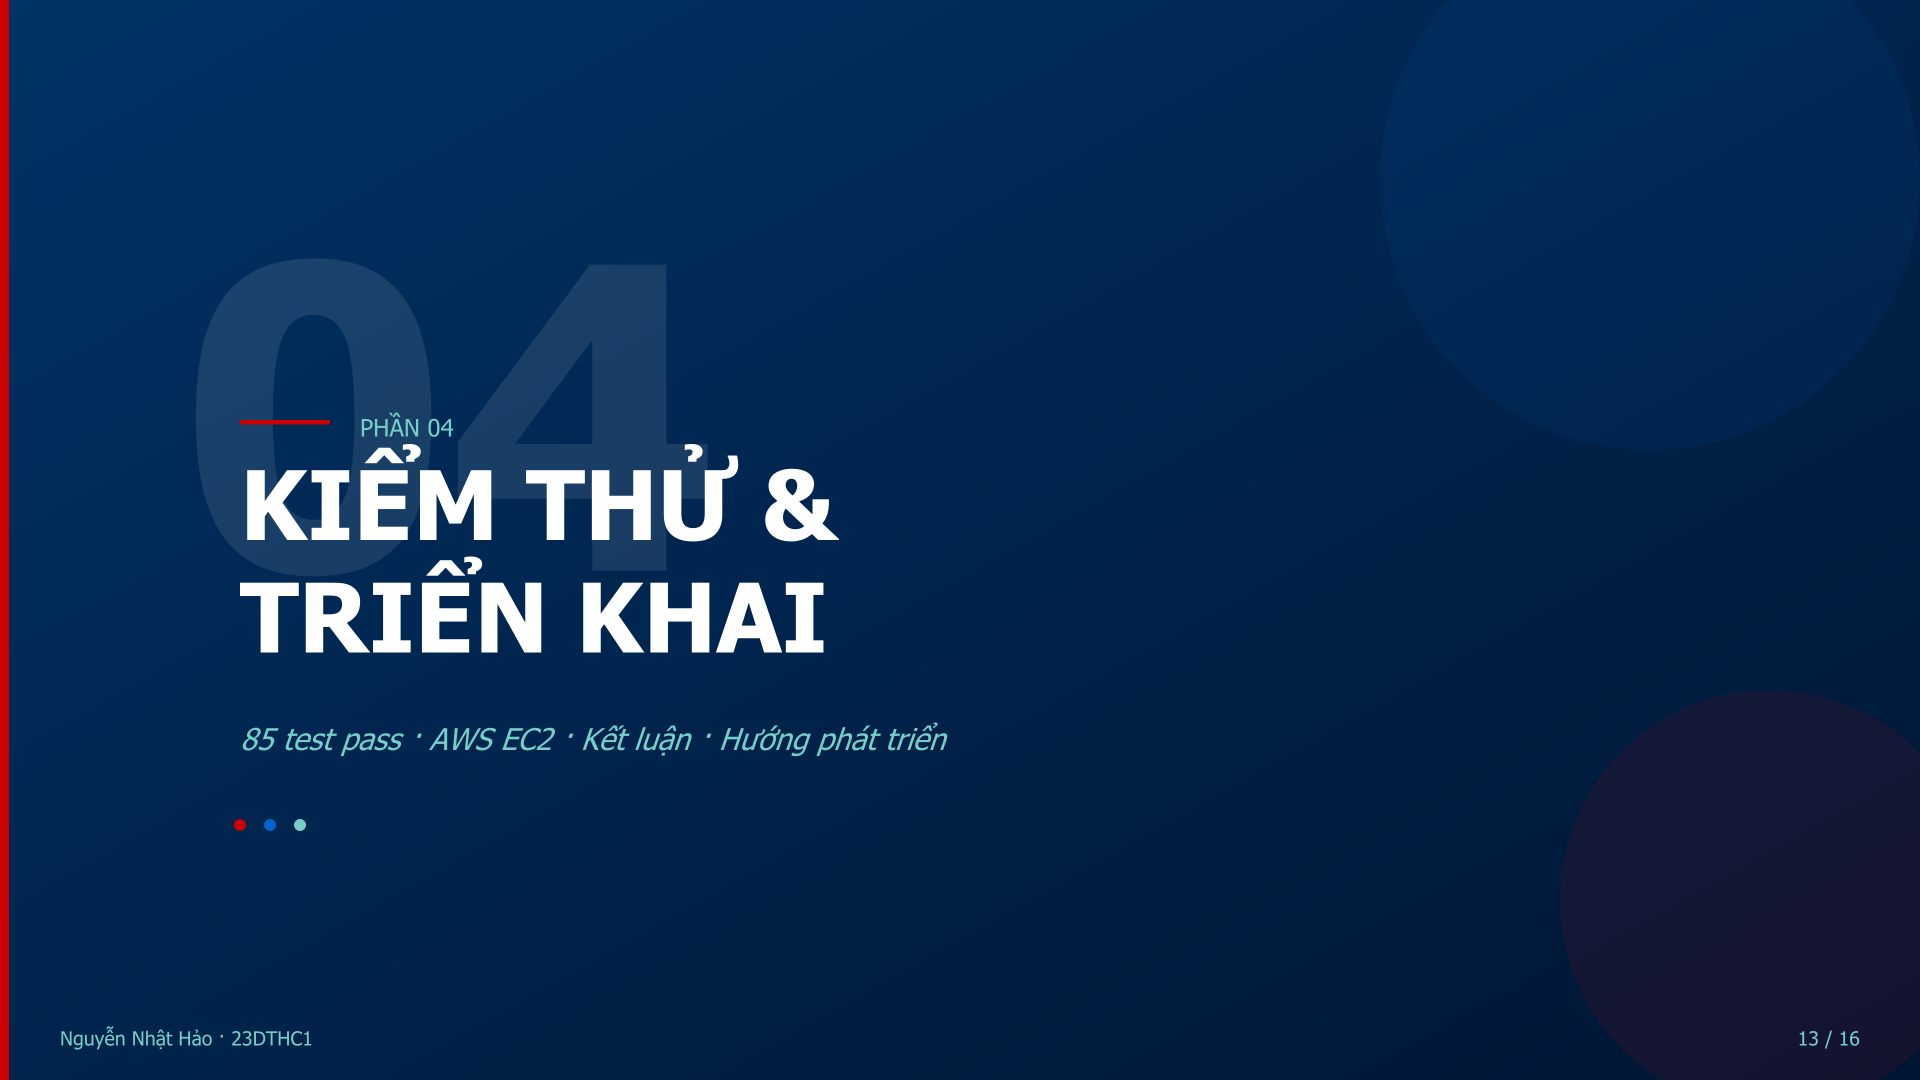 04
PHẦN 04
KIỂM THỬ &
TRIỂN KHAI
85 test pass · AWS EC2 · Kết luận · Hướng phát triển
Nguyễn Nhật Hảo · 23DTHC1
13 / 16